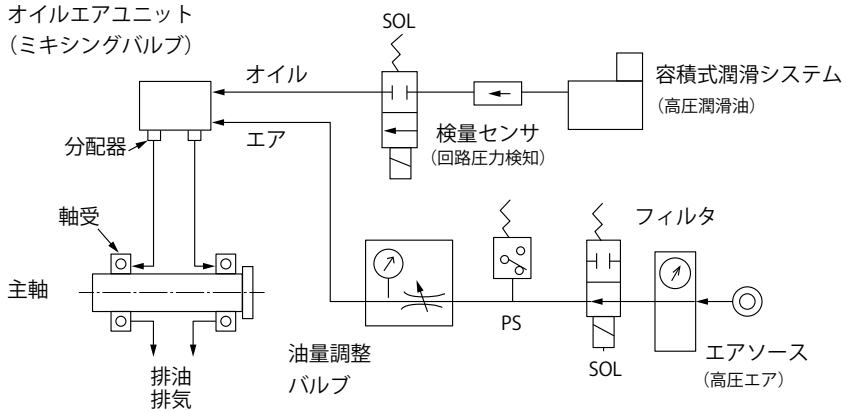 オイルエアユニット
（ミキシングバルブ）
SOL
オイル
容積式潤滑システム
（高圧潤滑油）
エア
検量センサ
（回路圧力検知）
分配器
軸受
フィルタ
主軸
PS
SOL
エアソース
（高圧エア）
油量調整
バルブ
排油
排気